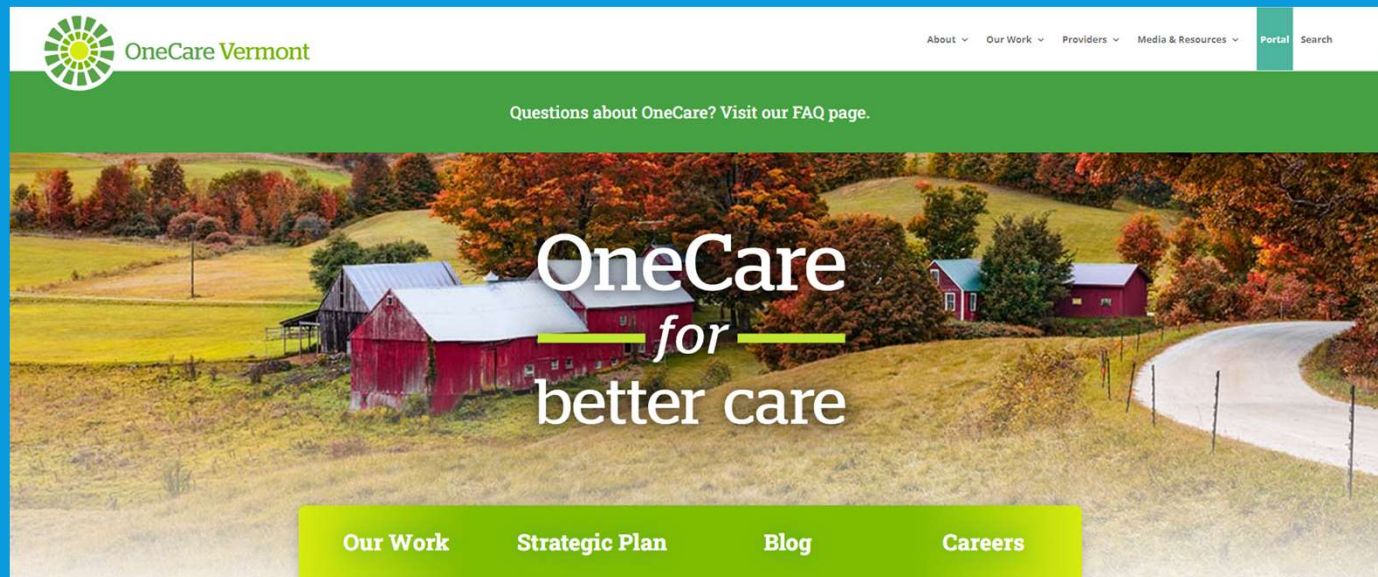 OneCare Vermont
About Our Work Providers Media & Resources Portal Search
Questions about OneCare? Visit our FAQ page.
OneCare
for
better care
Our Work Strategic Plan Blog Careers